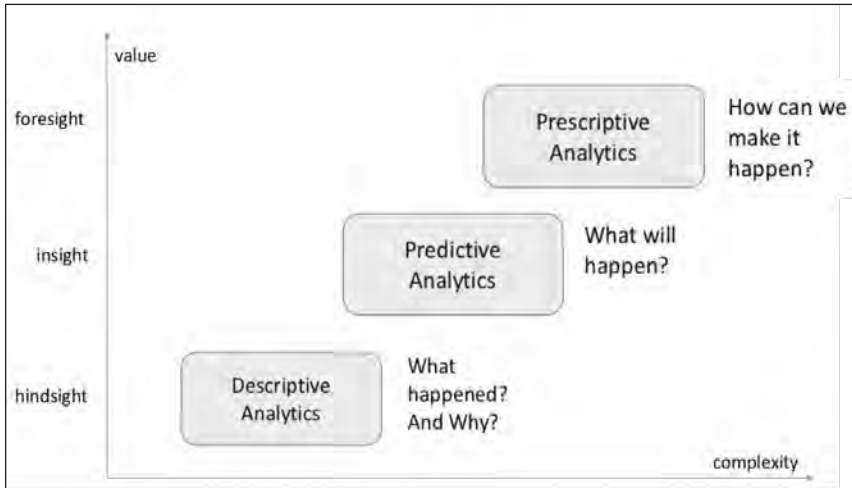 value
foresight
Prescriptive
Analytics
How can we
make it
happen?
insight
Predictive
Analytics
What will
happen?
hindsight
Descriptive
Analytics
What
happened?
And Why?
complexity